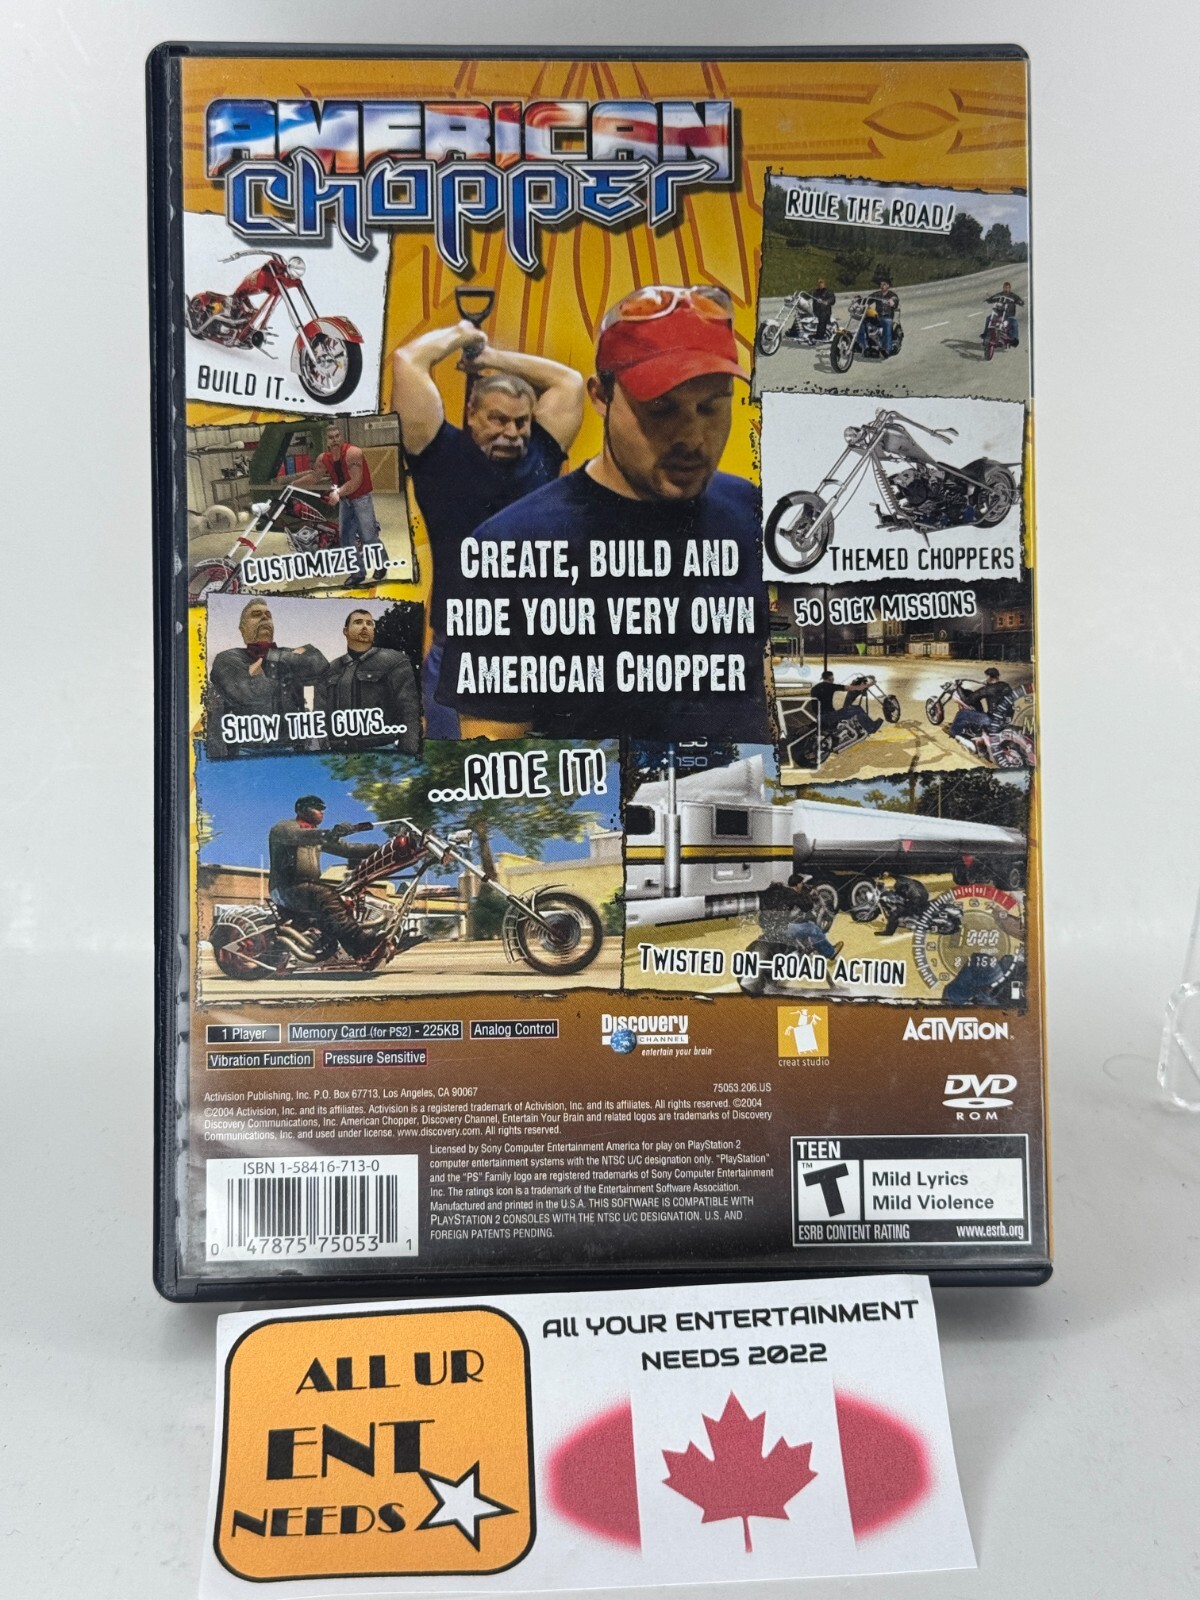 AMERICAN
Chopper
RULE THE ROAD!
BUILD IT...
CUSTOMIZE IT...
THEMED CHOPPERS
CREATE, BUILD AND
RIDE YOUR VERY OWN
AMERICAN CHOPPER
50 SICK MISSIONS
SHOW THE GUYS...
...RIDE IT!
+150
TWISTED ON-ROAD ACTION
1 Player
Memory Card (for PS2) - 225KB
Analog Control
Vibration Function
Pressure Sensitive
Discovery
CHANNEL
entertain your brain
creat studio
ACTIVISION
DVD
ROM
Activision Publishing, Inc. P.O. Box 67713, Los Angeles, CA 90067
75053.206.US
©2004 Activision, Inc. and its affiliates. Activision is a registered trademark of Activision, Inc. and its affiliates. All rights reserved. ©2004
Discovery Communications, Inc. American Chopper, Discovery Channel, Entertain Your Brain and related logos are trademarks of Discovery
Communications, Inc. and used under license. www.discovery.com. All rights reserved.
Licensed by Sony Computer Entertainment America for play on PlayStation 2
computer entertainment systems with the NTSC U/C designation only. "PlayStation"
and the "PS" Family logo are registered trademarks of Sony Computer Entertainment
Inc. The ratings icon is a trademark of the Entertainment Software Association.
Manufactured and printed in the U.S.A. THIS SOFTWARE IS COMPATIBLE WITH
PLAYSTATION 2 CONSOLES WITH THE NTSC U/C DESIGNATION. U.S. AND
FOREIGN PATENTS PENDING.
ISBN 1-58416-713-0
0 47875 75053 1
TEEN
T
TM
Mild Lyrics
Mild Violence
ESRB CONTENT RATING www.esrb.org
ALL UR
ENT
NEEDS
All YOUR ENTERTAINMENT
NEEDS 2022